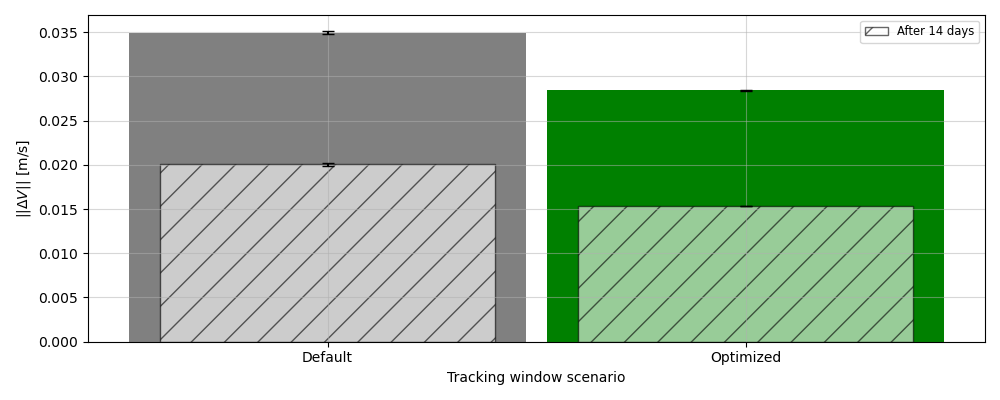 0.035
0.030
0.025
0.020
0.015
0.010
0.005
0.000
||ΔV|| [m/s]
After 14 days
Default
Optimized
Tracking window scenario